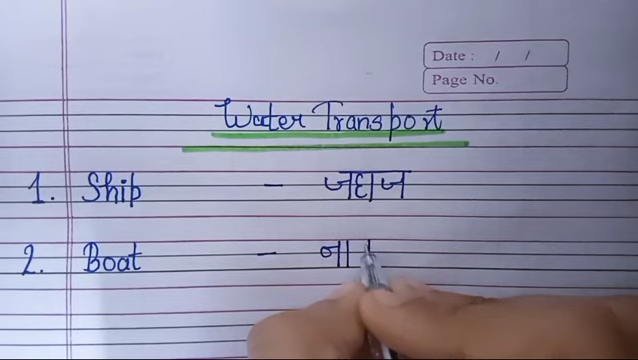 Date : / /
Page No.
Water Transport
1. Ship - जहाज
2. Boat - ना